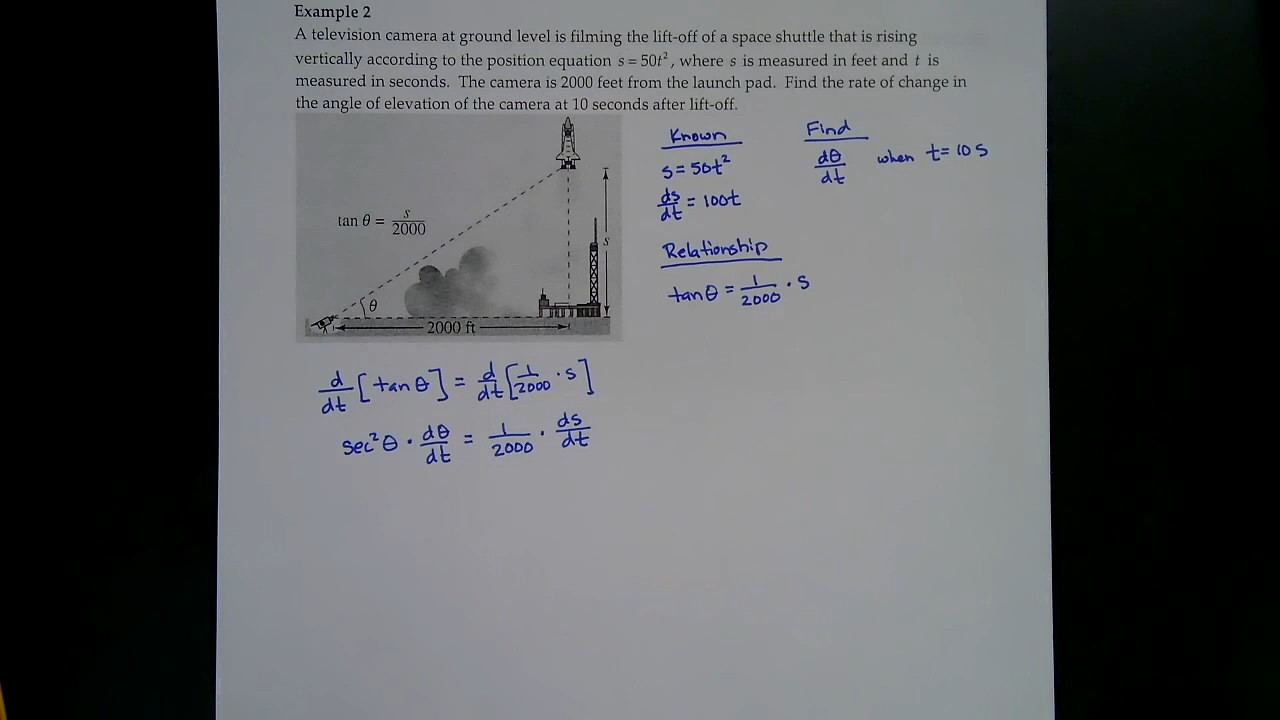 Example 2
A television camera at ground level is filming the lift-off of a space shuttle that is rising
vertically according to the position equation s = 50t², where s is measured in feet and t is
measured in seconds. The camera is 2000 feet from the launch pad. Find the rate of change in
the angle of elevation of the camera at 10 seconds after lift-off.
tan θ = s/2000
s
θ
2000 ft
Known
s = 50t²
ds/dt = 100t
Find
dθ/dt when t = 10 s
Relationship
tan θ = 1/2000 · s
d/dt [tan θ] = d/dt [1/2000 · s]
sec²θ · dθ/dt = 1/2000 · ds/dt